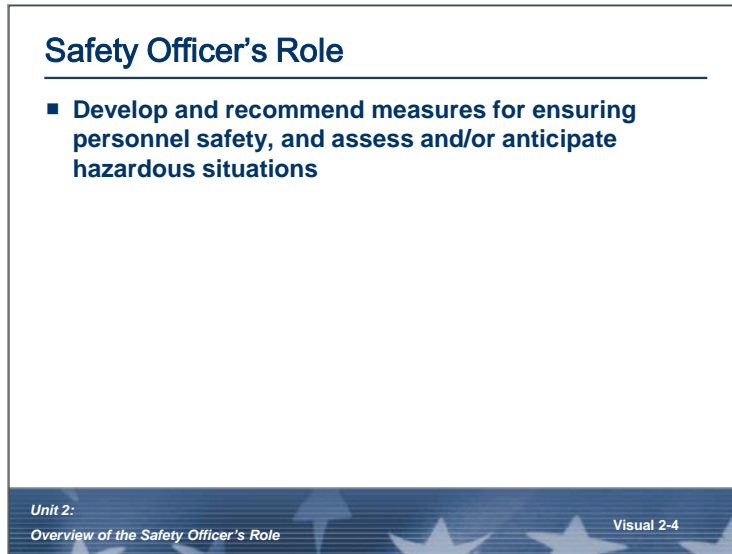 Safety Officer’s Role
■ Develop and recommend measures for ensuring
personnel safety, and assess and/or anticipate
hazardous situations
Unit 2:
Overview of the Safety Officer’s Role
Visual 2-4